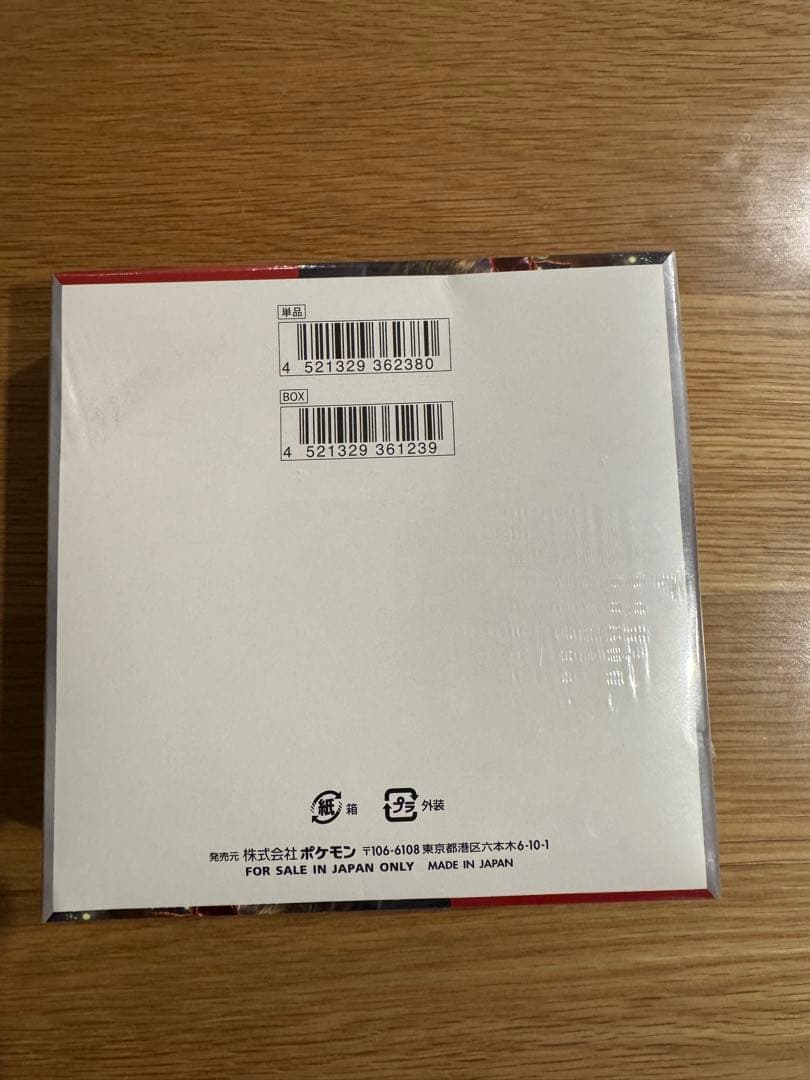 単品
4 521329 362380
BOX
4 521329 361239
紙 箱 プラ 外装
発売元 株式会社ポケモン 〒106-6108 東京都港区六本木6-10-1
FOR SALE IN JAPAN ONLY MADE IN JAPAN